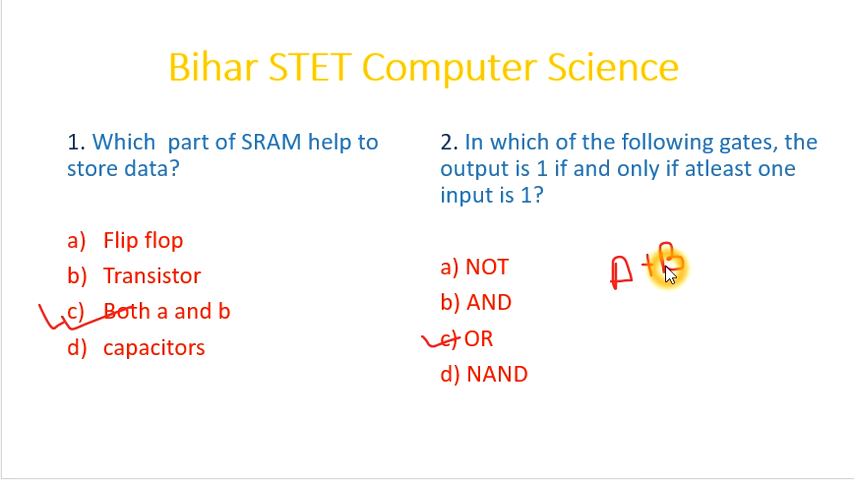 Bihar STET Computer Science
1. Which part of SRAM help to
store data?
a) Flip flop
b) Transistor
c) Both a and b
d) capacitors
2. In which of the following gates, the
output is 1 if and only if atleast one
input is 1?
a) NOT
b) AND
c) OR
d) NAND
A+B